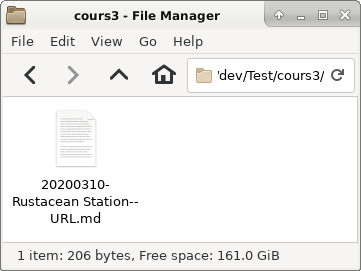 cours3 - File Manager
File Edit View Go Help
'dev/Test/cours3/
20200310-
Rustacean Station--
URL.md
1 item: 206 bytes, Free space: 161.0 GiB